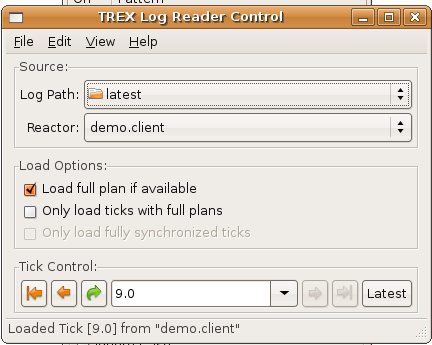 TREX Log Reader Control
File Edit View Help
Source:
Log Path: latest
Reactor: demo.client
Load Options:
Load full plan if available
Only load ticks with full plans
Only load fully synchronized ticks
Tick Control:
9.0 Latest
Loaded Tick [9.0] from "demo.client"